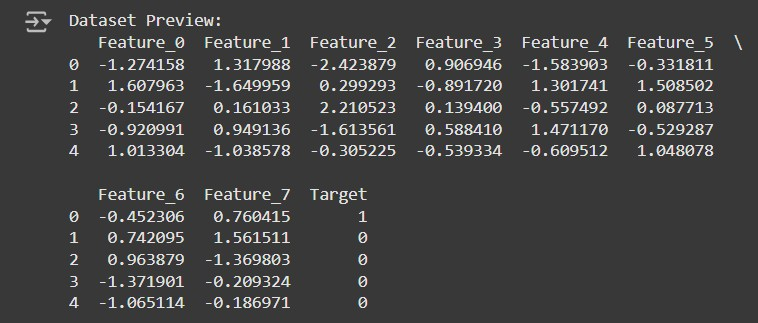 Dataset Preview:
   Feature_0  Feature_1  Feature_2  Feature_3  Feature_4  Feature_5  \
0  -1.274158   1.317988  -2.423879   0.906946  -1.583903  -0.331811
1   1.607963  -1.649959   0.299293  -0.891720   1.301741   1.508502
2  -0.154167   0.161033   2.210523   0.139400  -0.557492   0.087713
3  -0.920991   0.949136  -1.613561   0.588410   1.471170  -0.529287
4   1.013304  -1.038578  -0.305225  -0.539334  -0.609512   1.048078

   Feature_6  Feature_7  Target
0  -0.452306   0.760415       1
1   0.742095   1.561511       0
2   0.963879  -1.369803       0
3  -1.371901  -0.209324       0
4  -1.065114  -0.186971       0